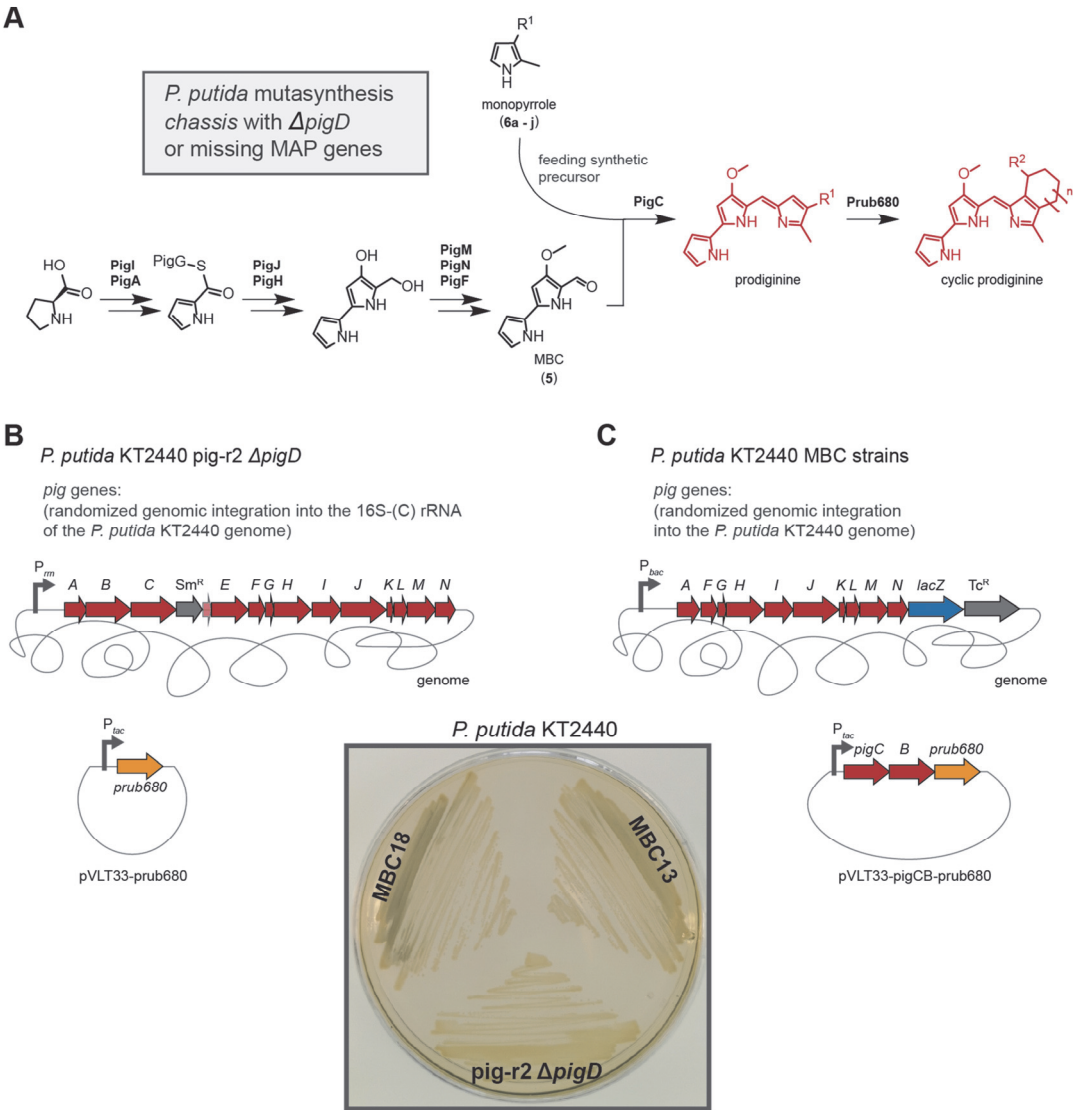 A
P. putida mutasynthesis
chassis with ΔpigD
or missing MAP genes
R¹
N
H
monopyrrole
(6a - j)
feeding synthetic
precursor
PigC
Prub680
O
NH
N
R¹
NH
prodiginine
R²
n
O
NH
N
NH
cyclic prodiginine
HO
O
NH
PigI
PigA
PigG
S
O
NH
PigJ
PigH
OH
OH
NH
NH
PigM
PigN
PigF
O
O
NH
NH
MBC
(5)
B
P. putida KT2440 pig-r2 ΔpigD
pig genes:
(randomized genomic integration into the 16S-(C) rRNA
of the P. putida KT2440 genome)
Prrn
A B C Smᴿ E F G H I J K L M N
genome
Ptac
prub680
pVLT33-prub680
C
P. putida KT2440 MBC strains
pig genes:
(randomized genomic integration
into the P. putida KT2440 genome)
Pbac
A F G H I J K L M N lacZ Tcᴿ
genome
Ptac
pigC B prub680
pVLT33-pigCB-prub680
P. putida KT2440
MBC18
MBC13
pig-r2 ΔpigD